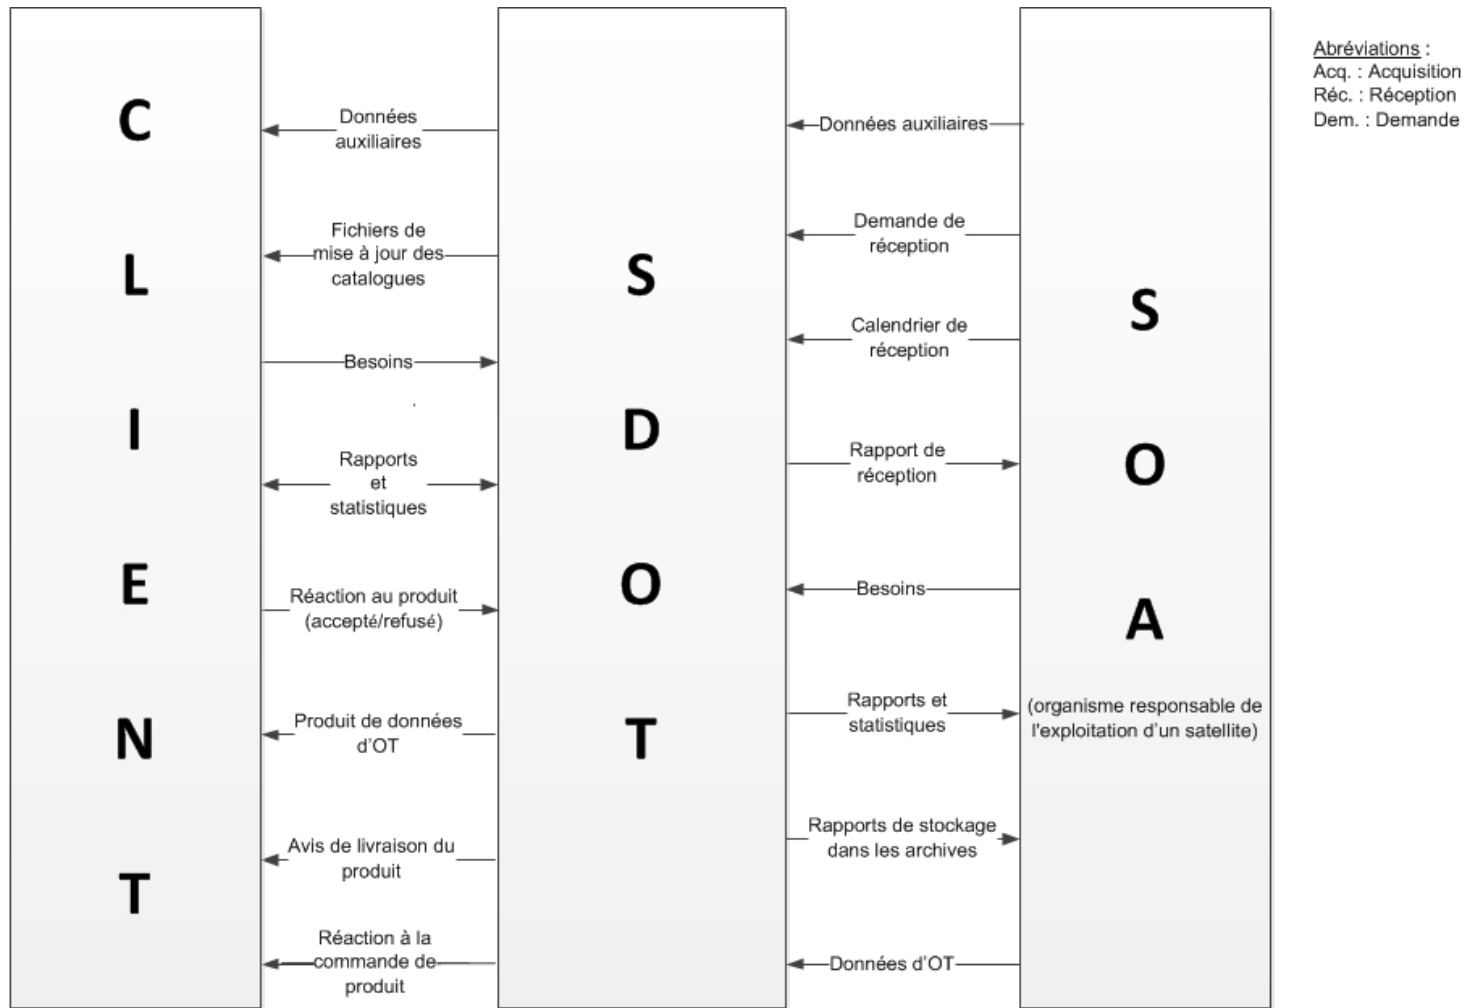 CLIENT
Données
auxiliaires
Fichiers de
mise à jour des
catalogues
Besoins
Rapports
et
statistiques
Réaction au produit
(accepté/refusé)
Produit de données
d'OT
Avis de livraison du
produit
Réaction à la
commande de
produit
SDOT
Données auxiliaires
Demande de
réception
Calendrier de
réception
Rapport de
réception
Besoins
Rapports et
statistiques
Rapports de stockage
dans les archives
Données d'OT
SOA
(organisme responsable de
l'exploitation d'un satellite)
Abréviations :
Acq. : Acquisition
Réc. : Réception
Dem. : Demande